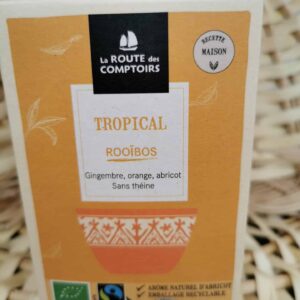 La ROUTE des
COMPTOIRS
RECETTE
MAISON
TROPICAL
ROOÏBOS
Gingembre, orange, abricot
Sans théine
✓ ARÔME NATUREL D'ABRICOT
✓ EMBALLAGE RECYCLABLE